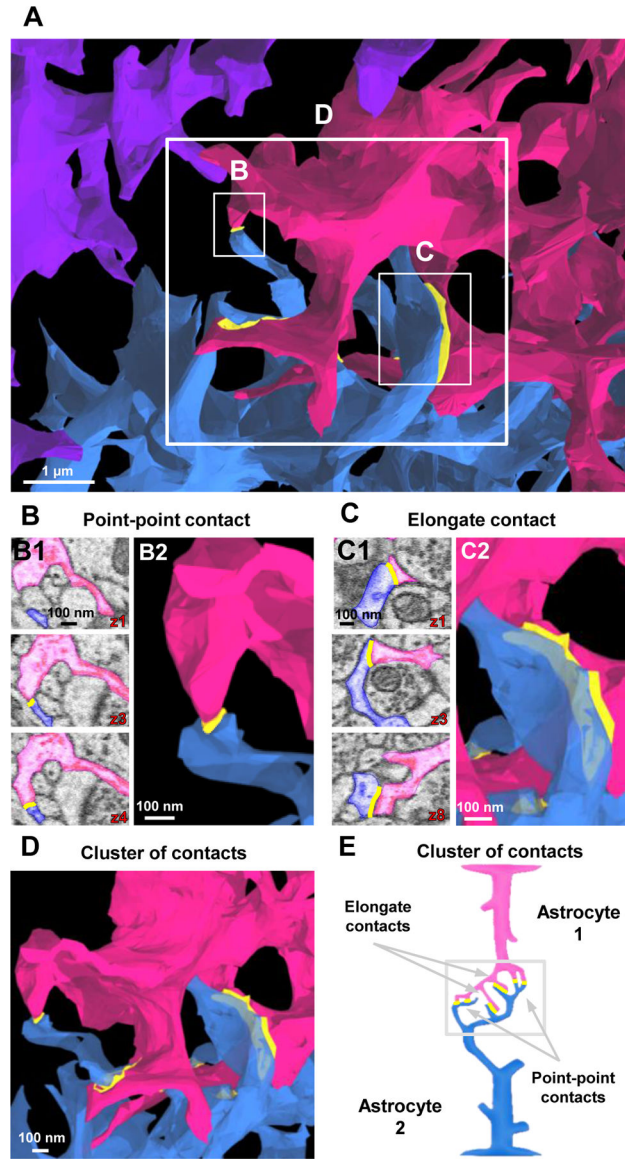 A
D
B
C
1 μm
B Point-point contact
C Elongate contact
B1
100 nm
z1
z3
z4
B2
100 nm
C1
100 nm
z1
z3
z8
C2
100 nm
D Cluster of contacts
100 nm
E Cluster of contacts
Elongate
contacts
Astrocyte
1
Point-point
contacts
Astrocyte
2